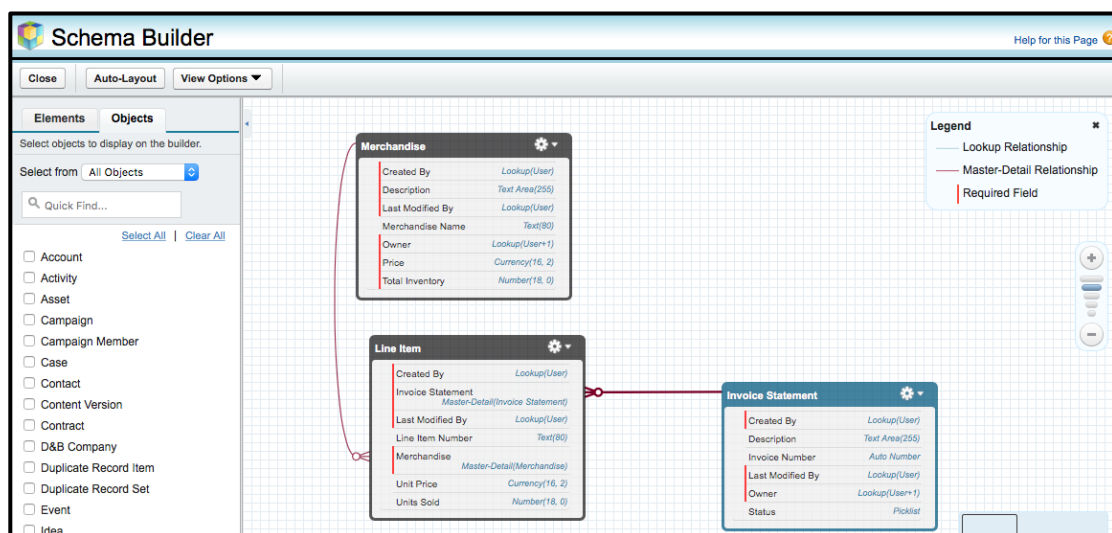 Schema Builder
Help for this Page
Close
Auto-Layout
View Options
Elements
Objects
Select objects to display on the builder.
Select from All Objects
Quick Find...
Select All | Clear All
Account
Activity
Asset
Campaign
Campaign Member
Case
Contact
Content Version
Contract
D&B Company
Duplicate Record Item
Duplicate Record Set
Event
Idea
Merchandise
Created By Lookup(User)
Description Text Area(255)
Last Modified By Lookup(User)
Merchandise Name Text(80)
Owner Lookup(User+1)
Price Currency(16, 2)
Total Inventory Number(18, 0)
Line Item
Created By Lookup(User)
Invoice Statement
Master-Detail(Invoice Statement)
Last Modified By Lookup(User)
Line Item Number Text(80)
Merchandise
Master-Detail(Merchandise)
Unit Price Currency(16, 2)
Units Sold Number(18, 0)
Invoice Statement
Created By Lookup(User)
Description Text Area(255)
Invoice Number Auto Number
Last Modified By Lookup(User)
Owner Lookup(User+1)
Status Picklist
Legend
Lookup Relationship
Master-Detail Relationship
Required Field